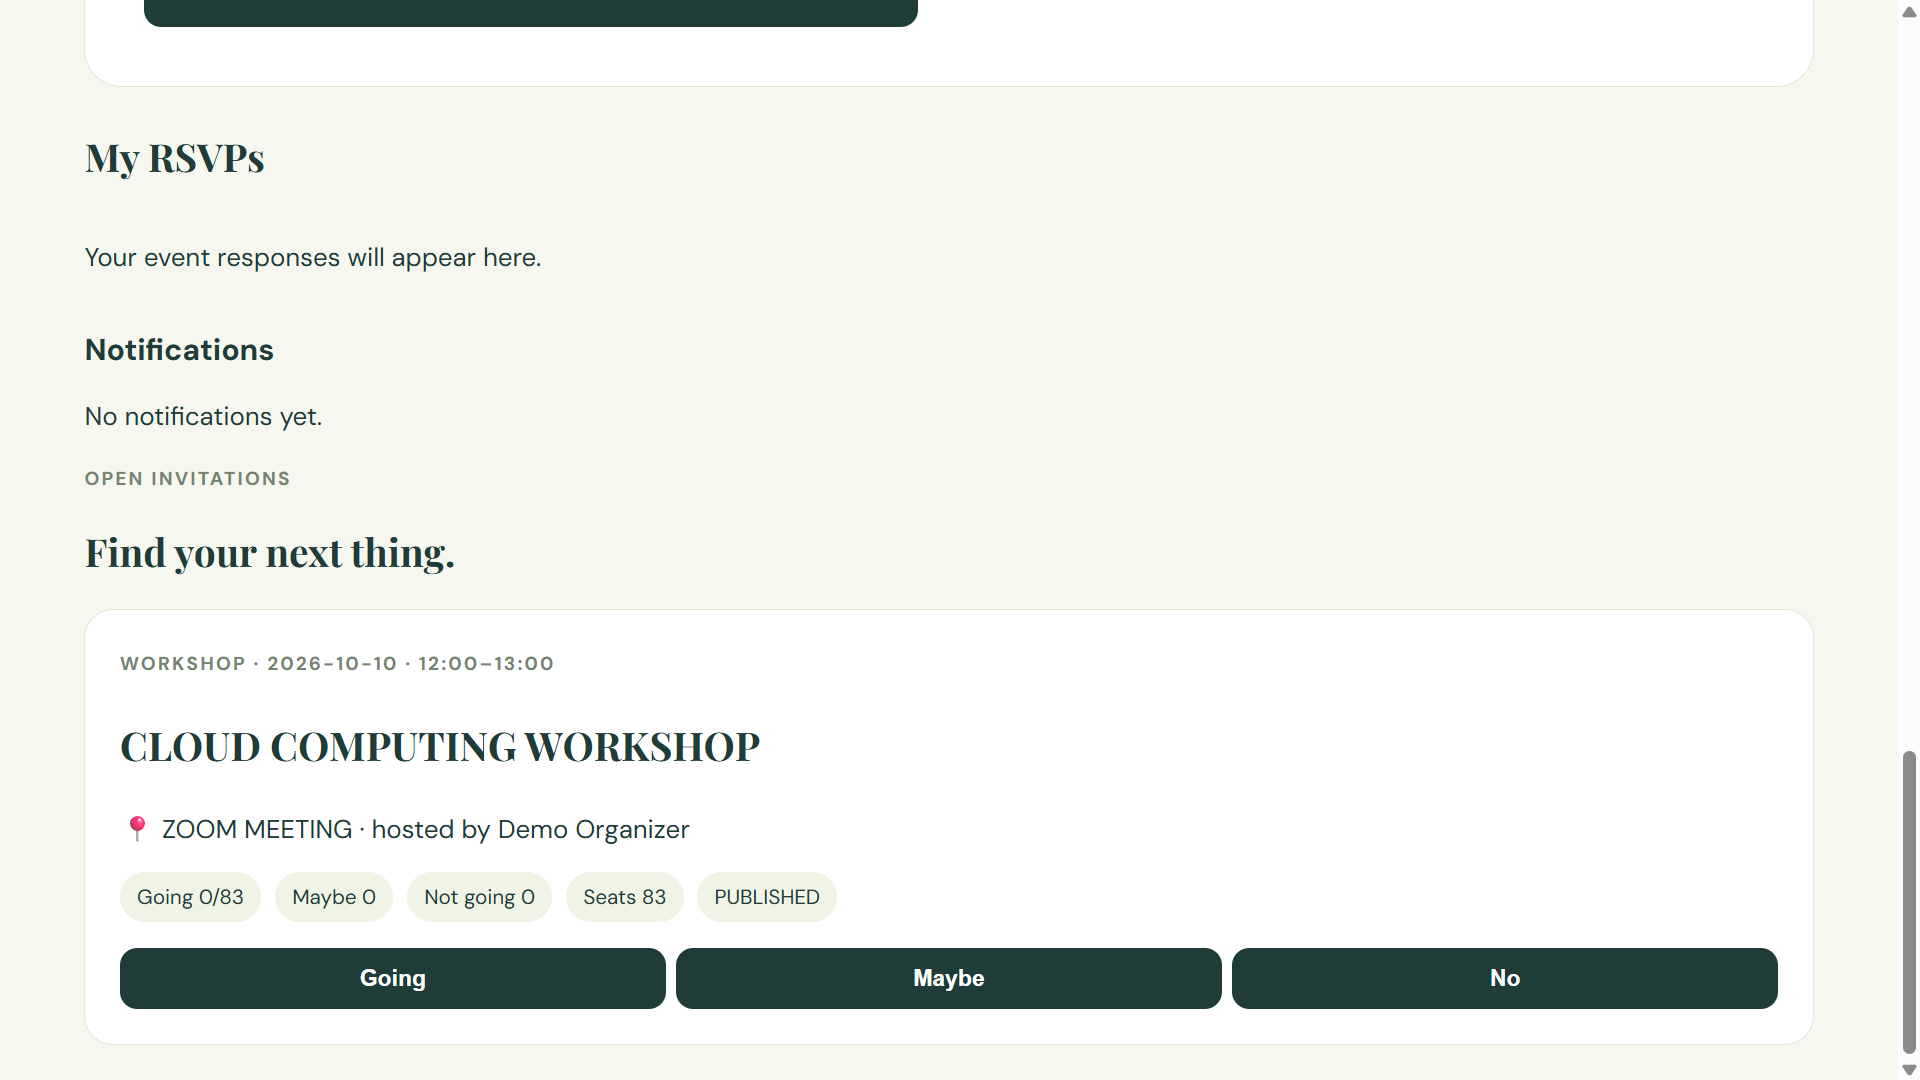 My RSVPs
Your event responses will appear here.
Notifications
No notifications yet.
OPEN INVITATIONS
Find your next thing.
WORKSHOP · 2026-10-10 · 12:00–13:00
CLOUD COMPUTING WORKSHOP
📍 ZOOM MEETING · hosted by Demo Organizer
Going 0/83 Maybe 0 Not going 0 Seats 83 PUBLISHED
Going Maybe No